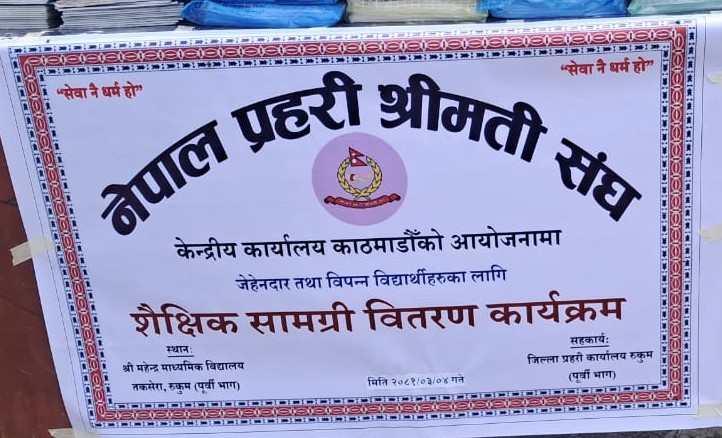 "सेवा नै धर्म हो"
"सेवा नै धर्म हो"
नेपाल प्रहरी श्रीमती संघ
केन्द्रीय कार्यालय काठमाडौँको आयोजनामा
जेहेनदार तथा विपन्न विद्यार्थीहरुका लागि
शैक्षिक सामग्री वितरण कार्यक्रम
स्थान:
श्री महेन्द्र माध्यमिक विद्यालय
तकसेरा, रुकुम (पूर्वी भाग)
मिति २०८१/०३/०४ गते
सहकार्य:
जिल्ला प्रहरी कार्यालय रुकुम
(पूर्वी भाग)